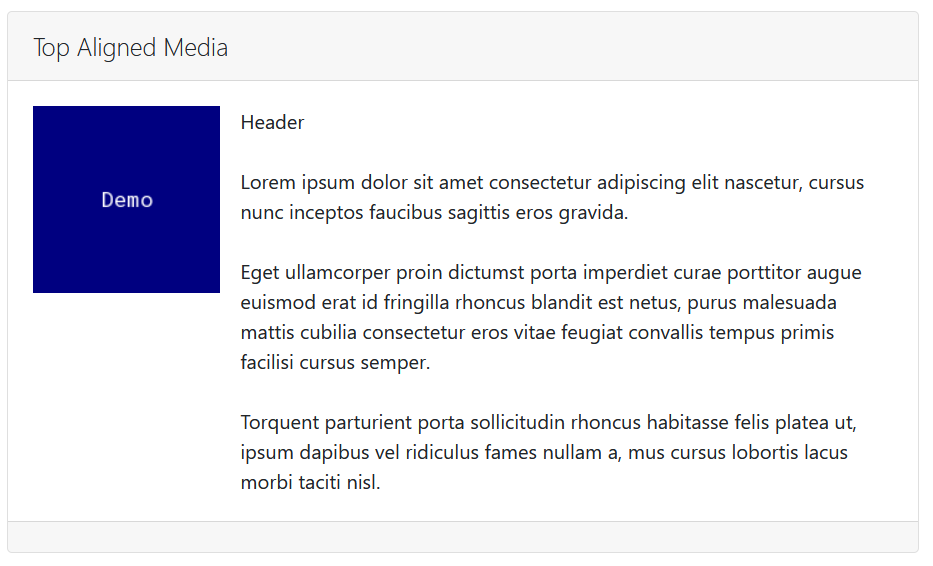 Top Aligned Media
Demo
Header
Lorem ipsum dolor sit amet consectetur adipiscing elit nascetur, cursus
nunc inceptos faucibus sagittis eros gravida.
Eget ullamcorper proin dictumst porta imperdiet curae porttitor augue
euismod erat id fringilla rhoncus blandit est netus, purus malesuada
mattis cubilia consectetur eros vitae feugiat convallis tempus primis
facilisi cursus semper.
Torquent parturient porta sollicitudin rhoncus habitasse felis platea ut,
ipsum dapibus vel ridiculus fames nullam a, mus cursus lobortis lacus
morbi taciti nisl.